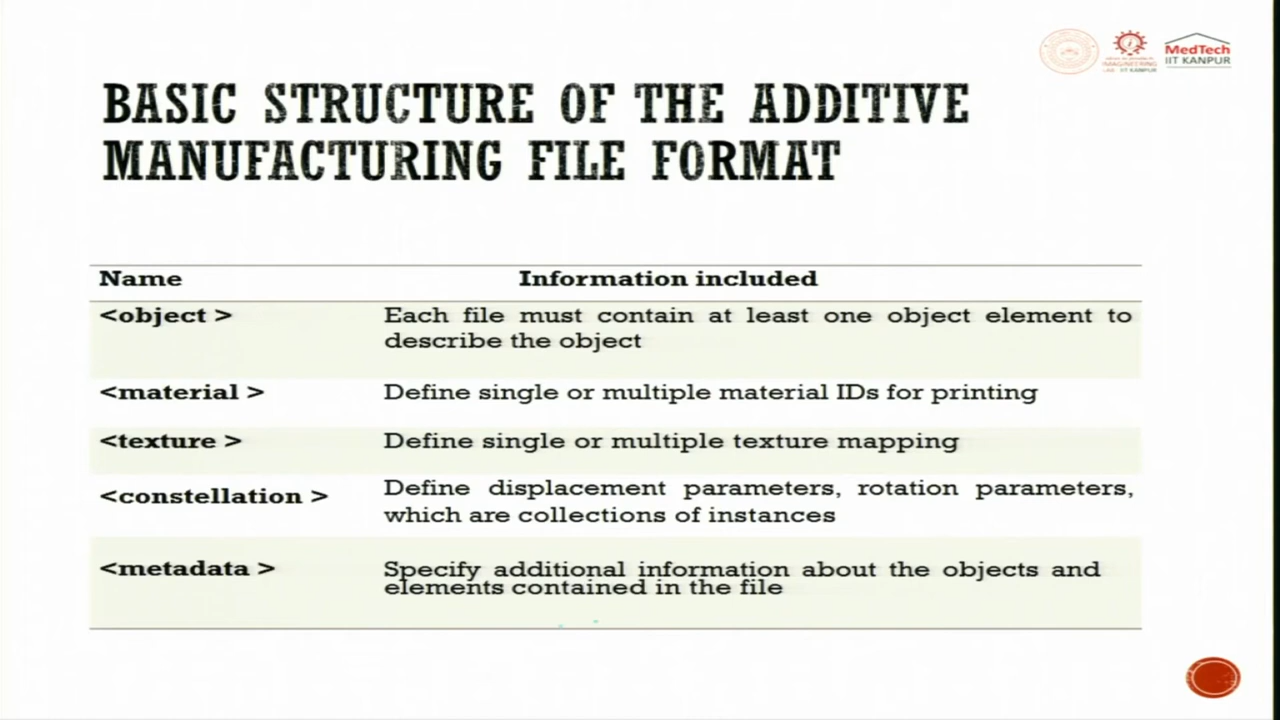 MedTech
IIT KANPUR
BASIC STRUCTURE OF THE ADDITIVE
MANUFACTURING FILE FORMAT
Name Information included
<object > Each file must contain at least one object element to
describe the object
<material > Define single or multiple material IDs for printing
<texture > Define single or multiple texture mapping
<constellation > Define displacement parameters, rotation parameters,
which are collections of instances
<metadata > Specify additional information about the objects and
elements contained in the file